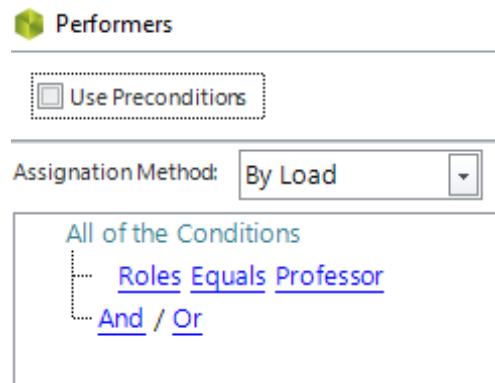 Performers
Use Preconditions
Assignation Method: By Load
All of the Conditions
Roles Equals Professor
And / Or